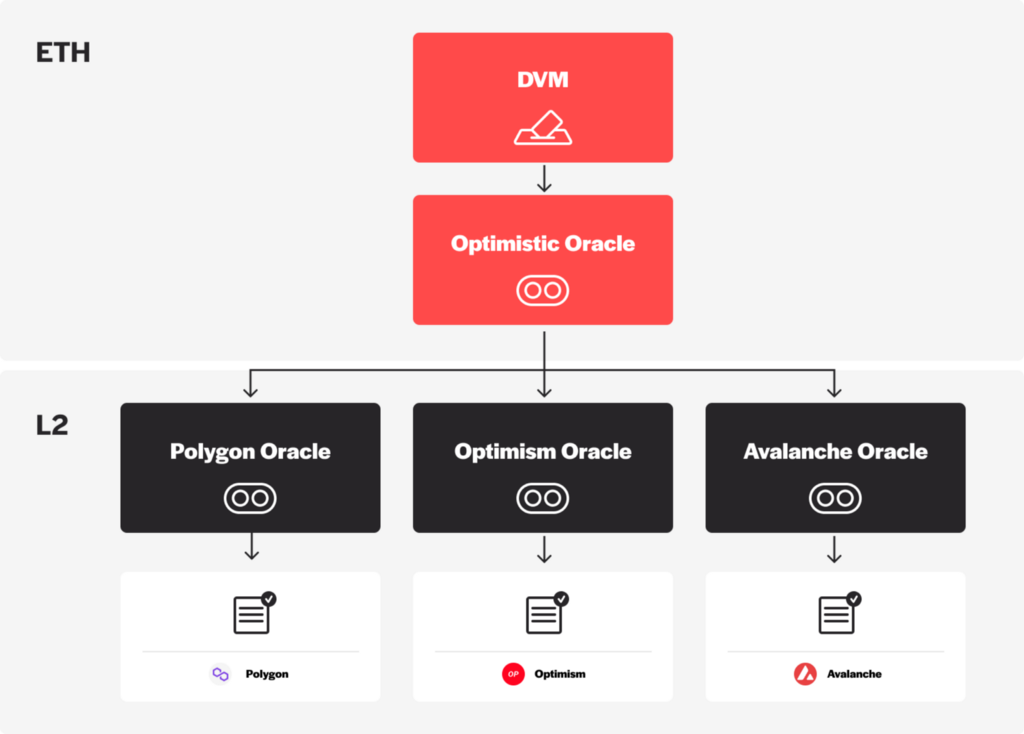 ETH
DVM
Optimistic Oracle
L2
Polygon Oracle
Optimism Oracle
Avalanche Oracle
Polygon
OP
Optimism
Avalanche